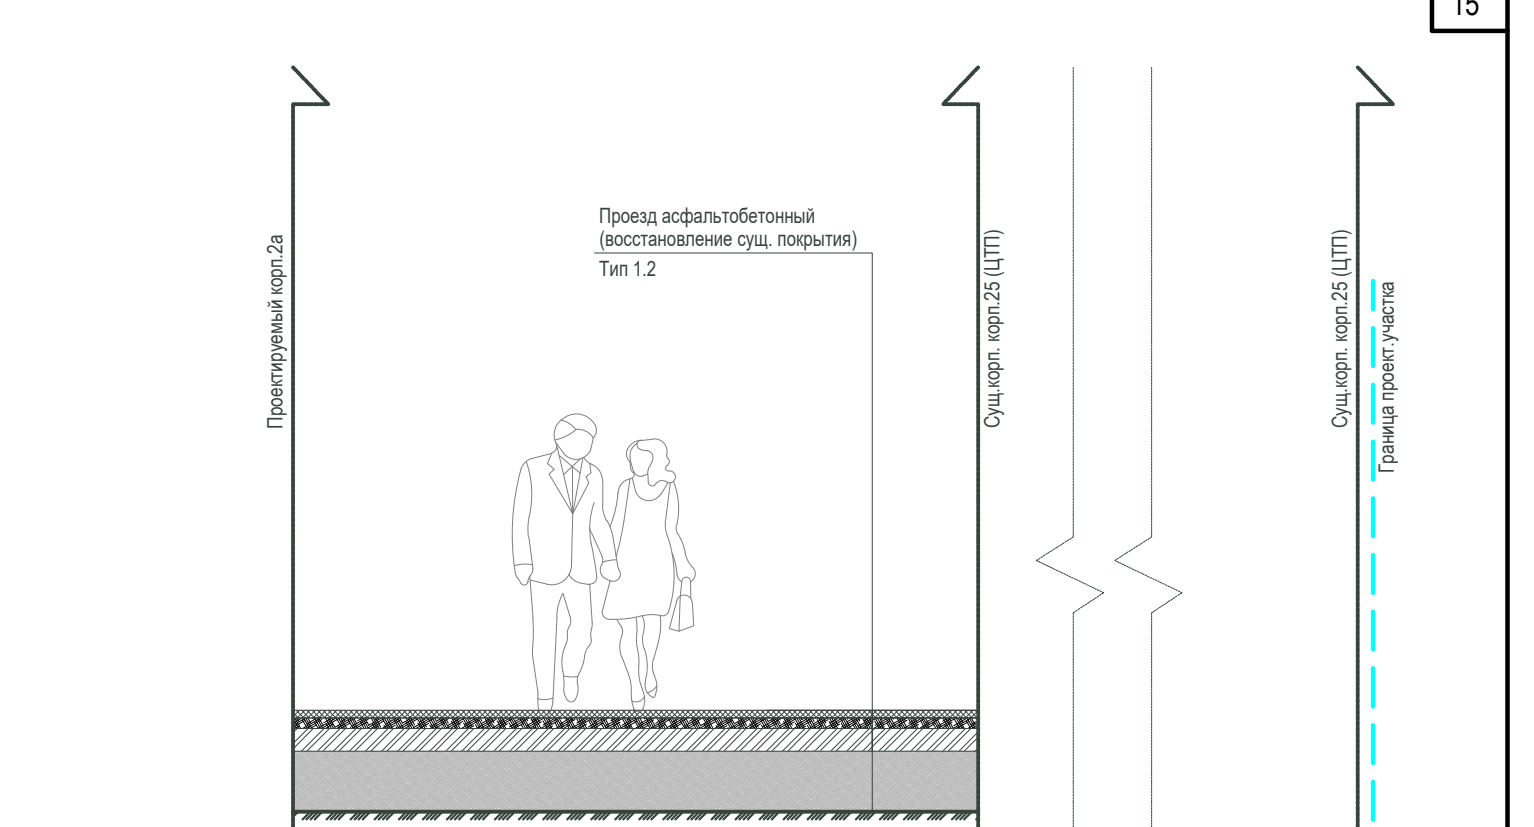 15
Проезд асфальтобетонный
(восстановление сущ. покрытия)
Тип 1.2
Проектируемый корп.2а
Сущ.корп. корп.25 (ЦТП)
Сущ.корп. корп.25 (ЦТП)
Граница проект.участка